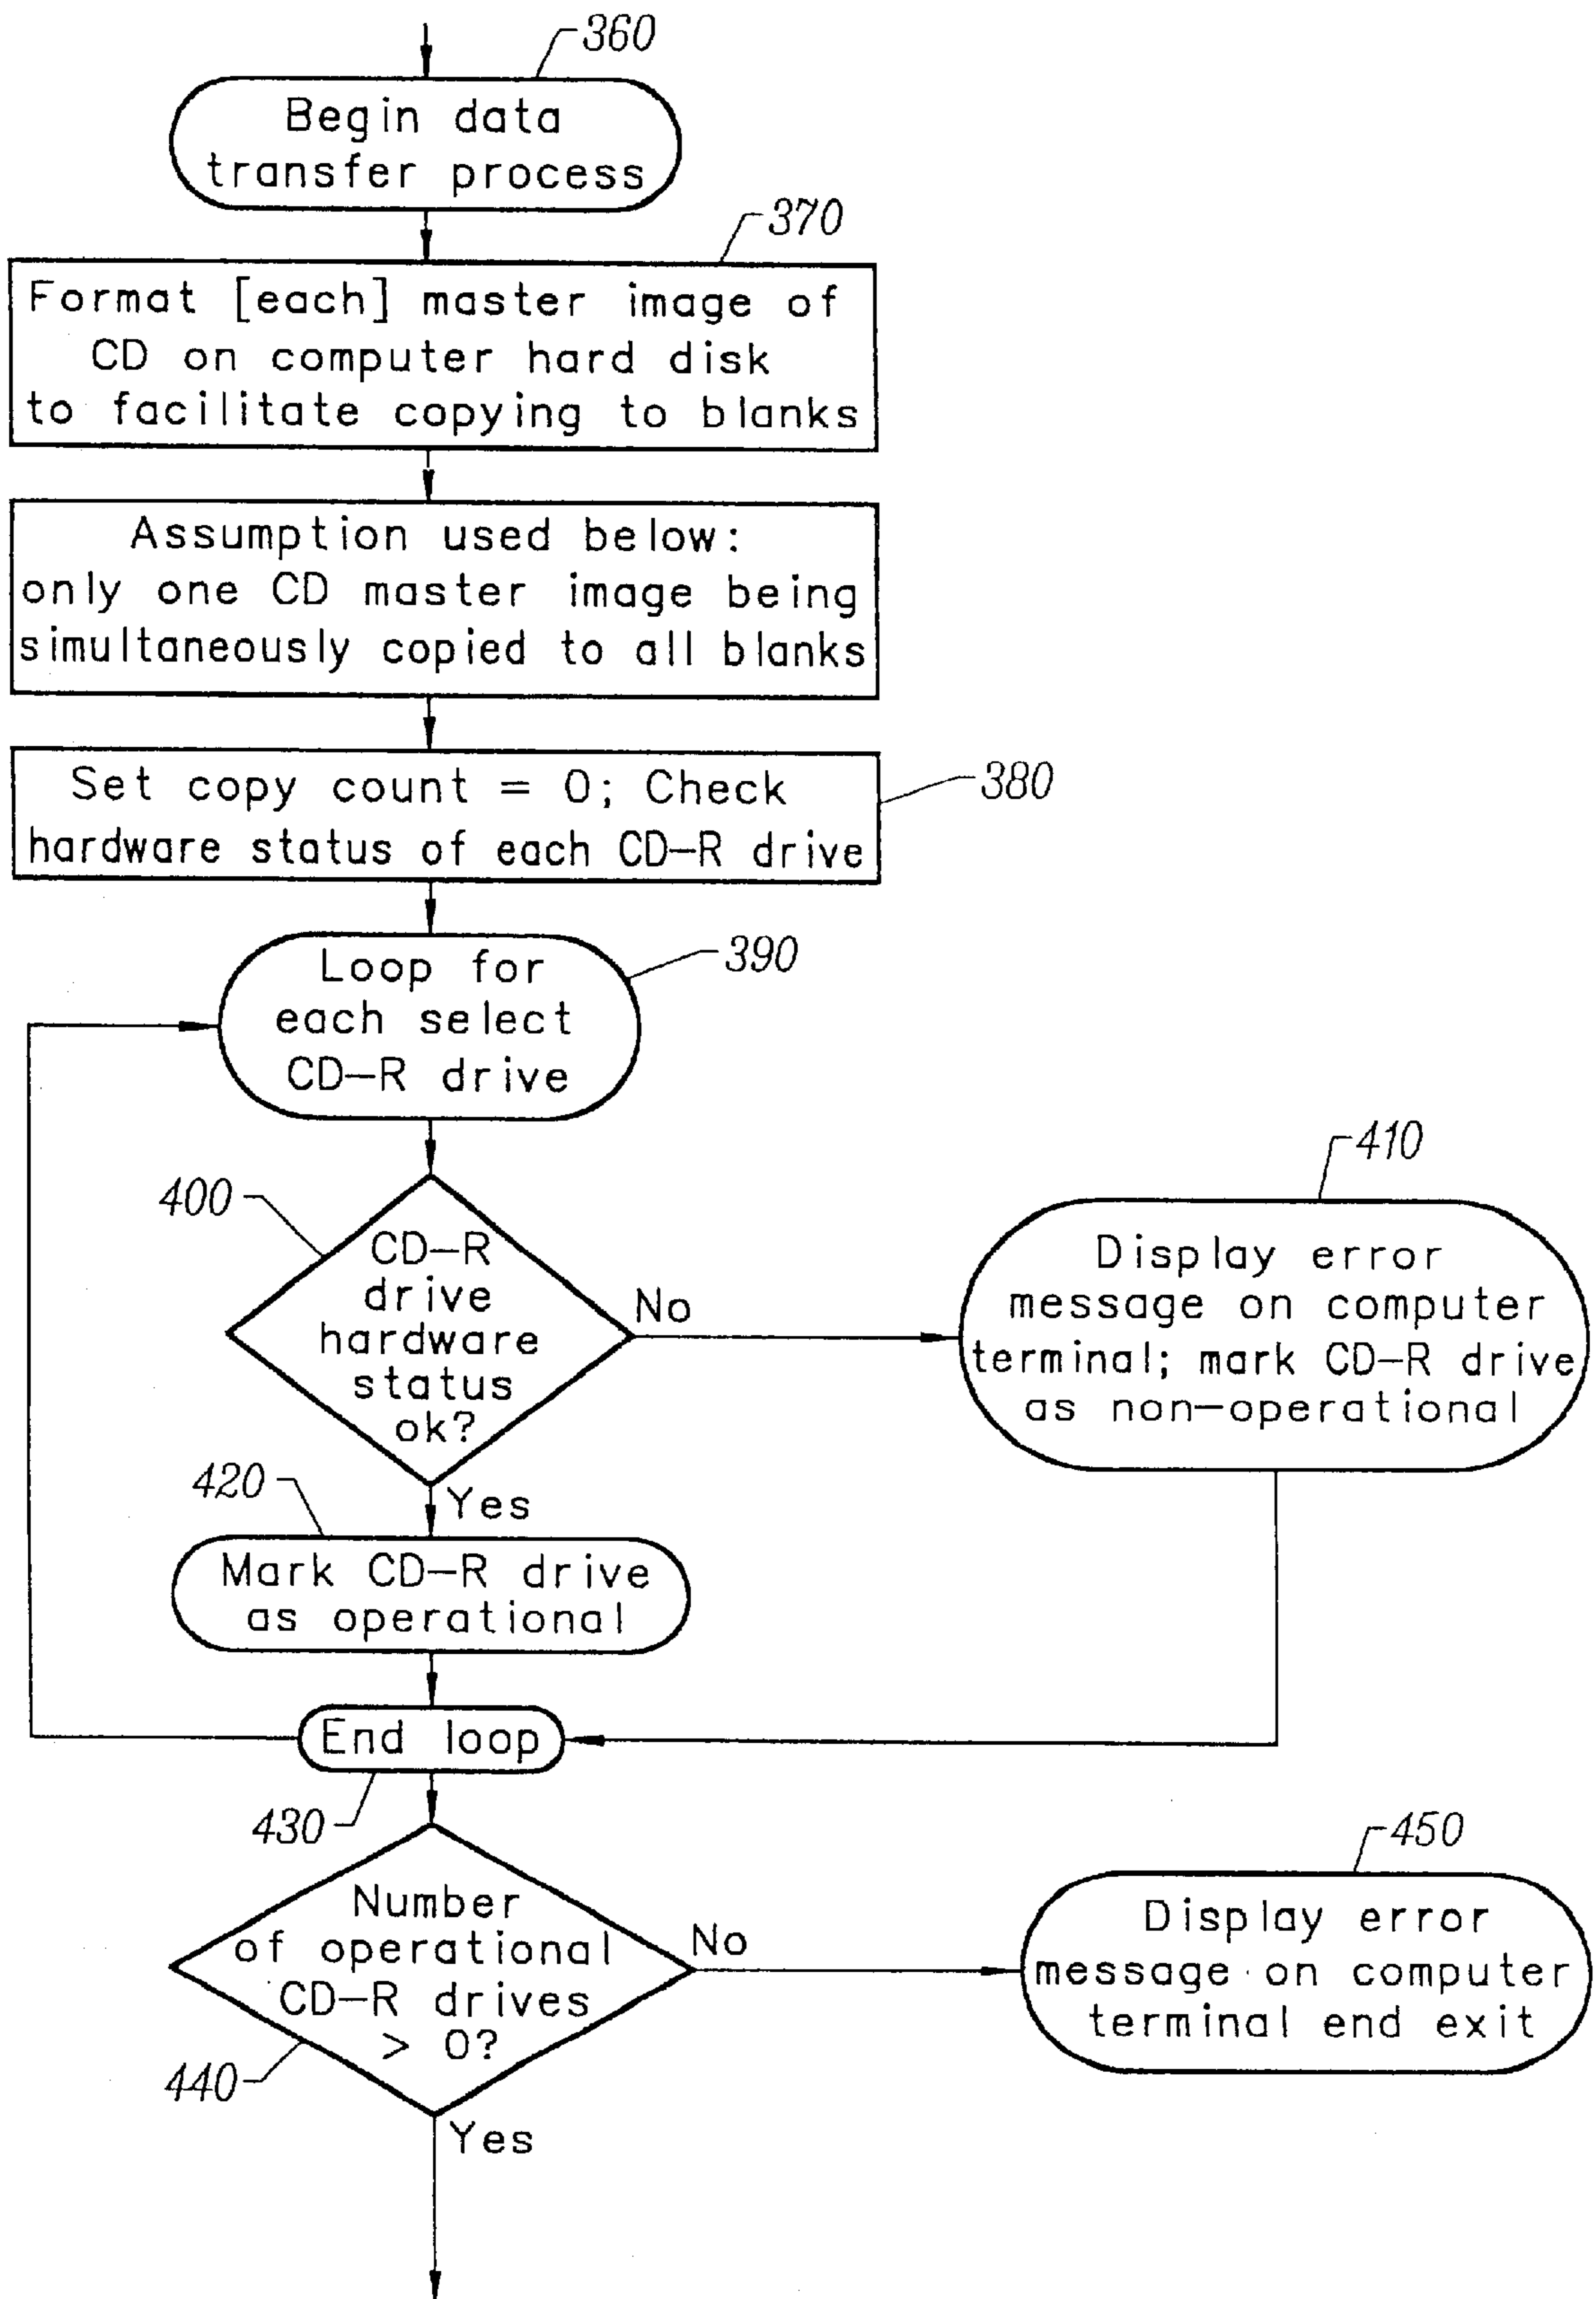 360
Begin data
transfer process
370
Format [each] master image of
CD on computer hard disk
to facilitate copying to blanks
Assumption used below:
only one CD master image being
simultaneously copied to all blanks
Set copy count = 0; Check
hardware status of each CD-R drive
380
Loop for
each select
CD-R drive
390
400
CD-R
drive
hardware
status
ok?
No
410
Display error
message on computer
terminal; mark CD-R drive
as non-operational
Yes
420
Mark CD-R drive
as operational
End loop
430
Number
of operational
CD-R drives
> 0?
440
No
450
Display error
message on computer
terminal end exit
Yes